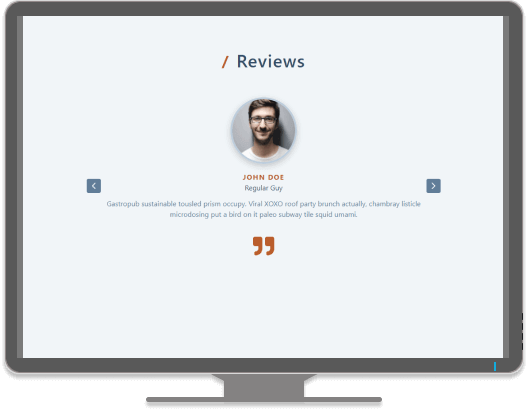 / Reviews
JOHN DOE
Regular Guy
Gastropub sustainable tousled prism occupy. Viral XOXO roof party brunch actually, chambray listicle
microdosing put a bird on it paleo subway tile squid umami.